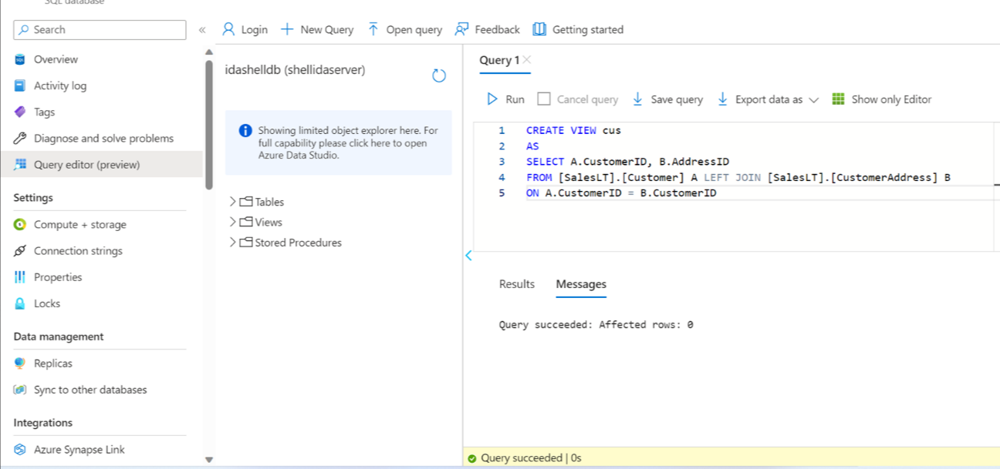 SQL database
Search
«
Login
New Query
Open query
Feedback
Getting started
Overview
Activity log
Tags
Diagnose and solve problems
Query editor (preview)
Settings
Compute + storage
Connection strings
Properties
Locks
Data management
Replicas
Sync to other databases
Integrations
Azure Synapse Link
idashelldb (shellidaserver)
Showing limited object explorer here. For
full capability please click here to open
Azure Data Studio.
Tables
Views
Stored Procedures
Query 1
Run
Cancel query
Save query
Export data as
Show only Editor
1 CREATE VIEW cus
2 AS
3 SELECT A.CustomerID, B.AddressID
4 FROM [SalesLT].[Customer] A LEFT JOIN [SalesLT].[CustomerAddress] B
5 ON A.CustomerID = B.CustomerID
Results
Messages
Query succeeded: Affected rows: 0
Query succeeded | 0s